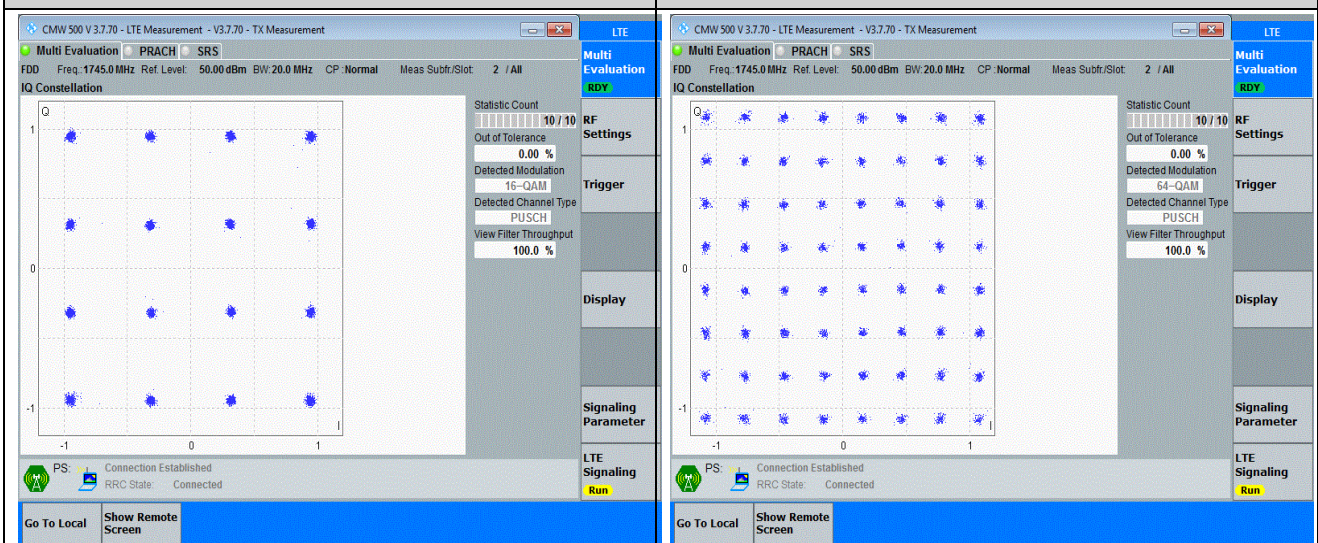 CMW 500 V 3.7.70 - LTE Measurement - V3.7.70 - TX Measurement
LTE
Multi Evaluation PRACH SRS
Multi
Evaluation
RDY
FDD Freq.:1745.0 MHz Ref. Level: 50.00 dBm BW:20.0 MHz CP :Normal Meas Subfr./Slot: 2 / All
IQ Constellation
Q
1
0
-1
-1 0 1
I
Statistic Count
10 / 10
Out of Tolerance
0.00 %
Detected Modulation
16-QAM
Detected Channel Type
PUSCH
View Filter Throughput
100.0 %
RF
Settings
Trigger
Display
Signaling
Parameter
LTE
Signaling
Run
PS: Connection Established
RRC State: Connected
Go To Local
Show Remote
Screen
CMW 500 V 3.7.70 - LTE Measurement - V3.7.70 - TX Measurement
LTE
Multi Evaluation PRACH SRS
Multi
Evaluation
RDY
FDD Freq.:1745.0 MHz Ref. Level: 50.00 dBm BW:20.0 MHz CP :Normal Meas Subfr./Slot: 2 / All
IQ Constellation
Q
1
0
-1
-1 0 1
I
Statistic Count
10 / 10
Out of Tolerance
0.00 %
Detected Modulation
64-QAM
Detected Channel Type
PUSCH
View Filter Throughput
100.0 %
RF
Settings
Trigger
Display
Signaling
Parameter
LTE
Signaling
Run
PS: Connection Established
RRC State: Connected
Go To Local
Show Remote
Screen